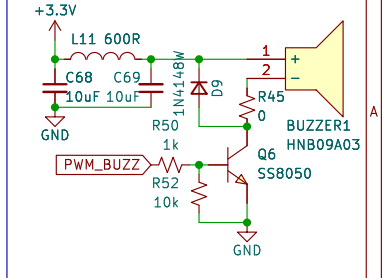 +3.3V
L11 600R
C68
10uF
C69
10uF
1N4148W
D9
1
+
2
-
R45
0
BUZZER1
HNB09A03
A
GND
R50
1k
PWM_BUZZ
R52
10k
Q6
SS8050
GND